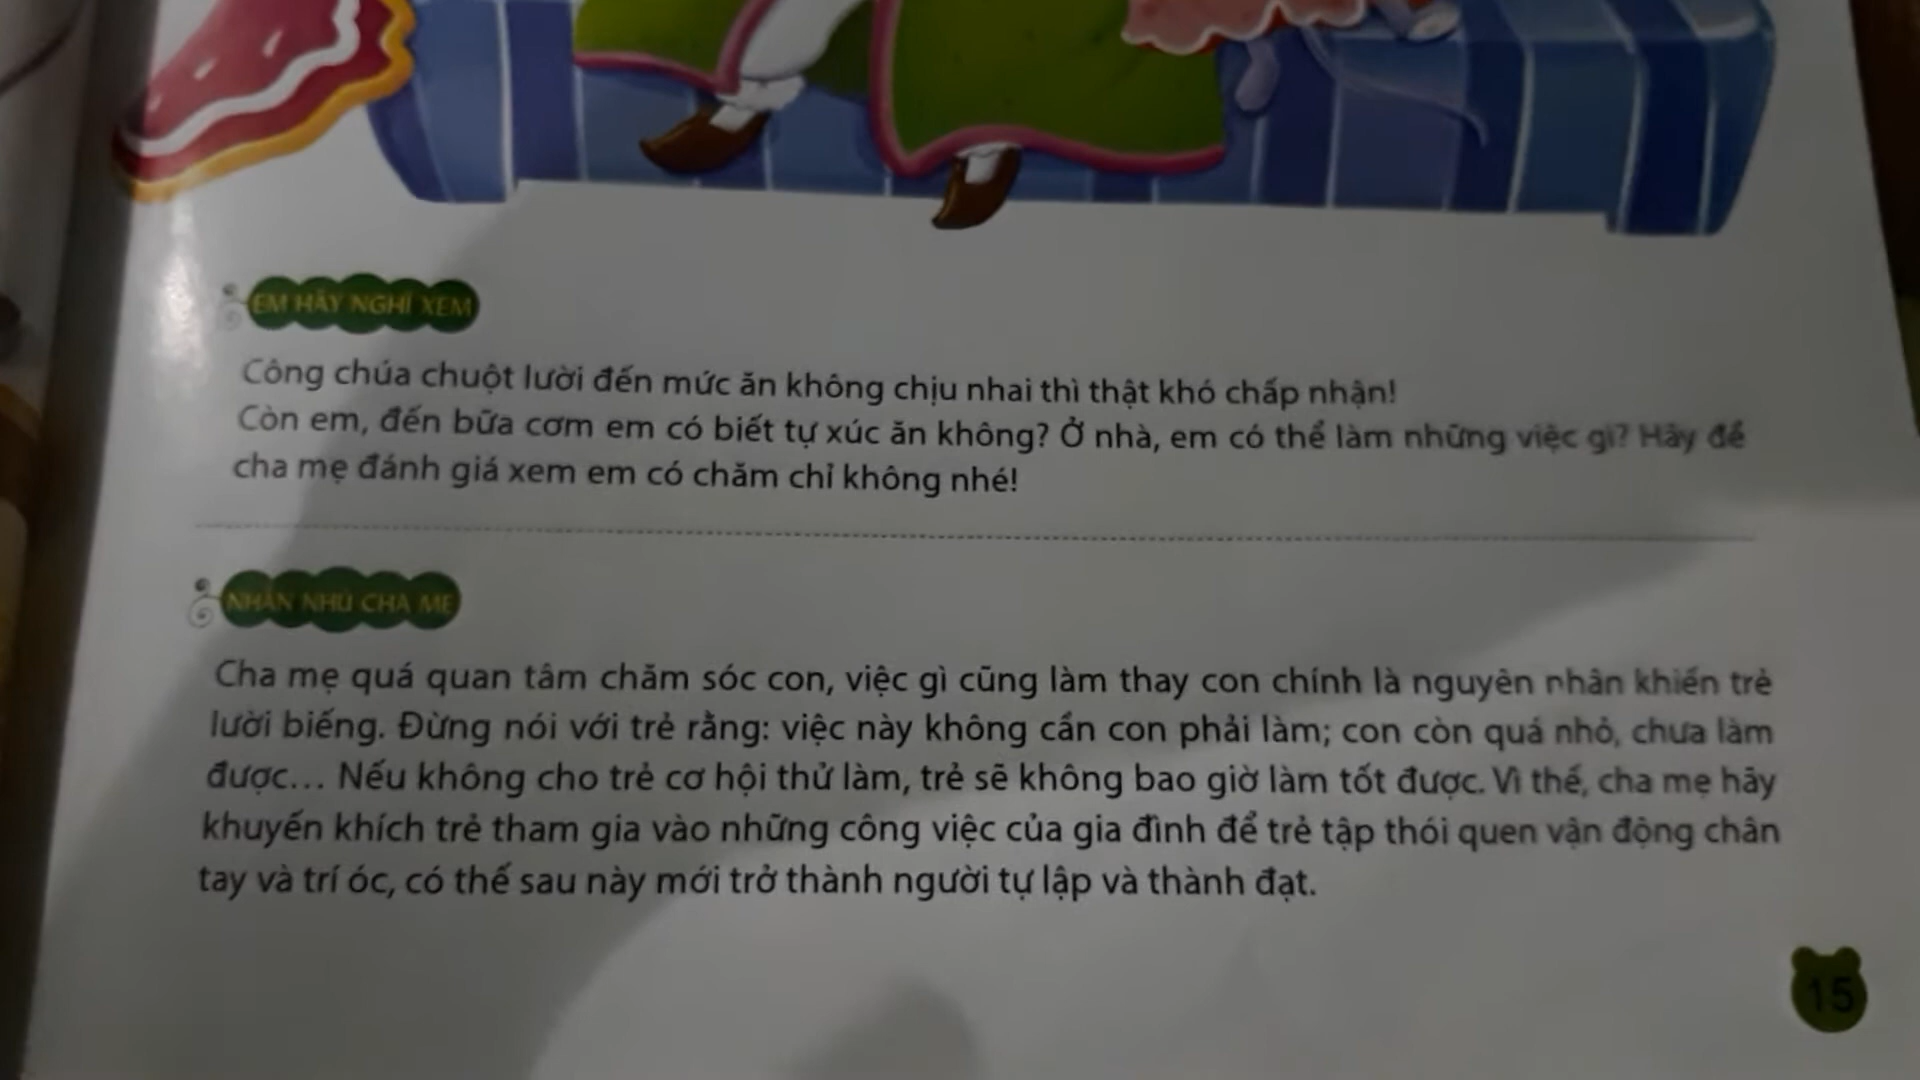 EM HÃY NGHĨ XEM
Công chúa chuột lười đến mức ăn không chịu nhai thì thật khó chấp nhận!
Còn em, đến bữa cơm em có biết tự xúc ăn không? Ở nhà, em có thể làm những việc gì? Hãy để
cha mẹ đánh giá xem em có chăm chỉ không nhé!
NHẮN NHỦ CHA MẸ
Cha mẹ quá quan tâm chăm sóc con, việc gì cũng làm thay con chính là nguyên nhân khiến trẻ
lười biếng. Đừng nói với trẻ rằng: việc này không cần con phải làm; con còn quá nhỏ, chưa làm
được... Nếu không cho trẻ cơ hội thử làm, trẻ sẽ không bao giờ làm tốt được. Vì thế, cha mẹ hãy
khuyến khích trẻ tham gia vào những công việc của gia đình để trẻ tập thói quen vận động chân
tay và trí óc, có thế sau này mới trở thành người tự lập và thành đạt.
15